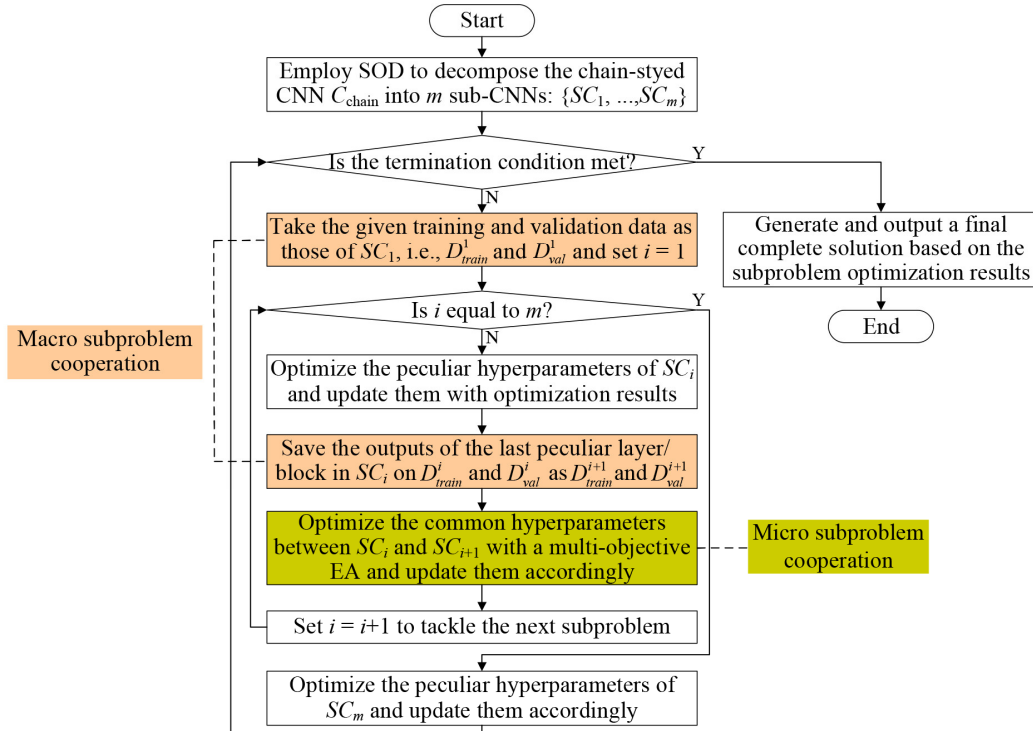 Start
Employ SOD to decompose the chain-styed
CNN C_chain into m sub-CNNs: {SC_1, ...,SC_m}
Is the termination condition met?
Y
N
Take the given training and validation data as
those of SC_1, i.e., D^1_train and D^1_val and set i = 1
Generate and output a final
complete solution based on the
subproblem optimization results
End
Is i equal to m?
Y
N
Macro subproblem
cooperation
Optimize the peculiar hyperparameters of SC_i
and update them with optimization results
Save the outputs of the last peculiar layer/
block in SC_i on D^i_train and D^i_val as D^{i+1}_train and D^{i+1}_val
Optimize the common hyperparameters
between SC_i and SC_{i+1} with a multi-objective
EA and update them accordingly
Micro subproblem
cooperation
Set i = i+1 to tackle the next subproblem
Optimize the peculiar hyperparameters of
SC_m and update them accordingly